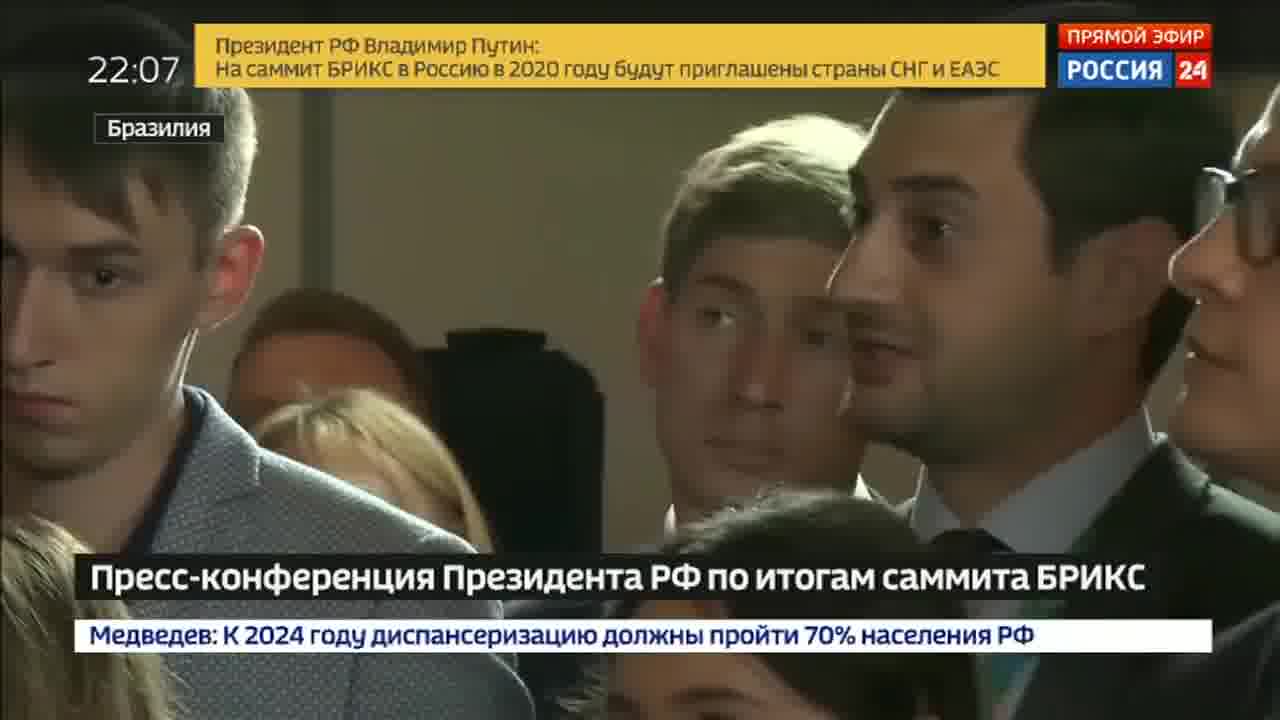 22:07
Президент РФ Владимир Путин:
На саммит БРИКС в Россию в 2020 году будут приглашены страны СНГ и ЕАЭС
ПРЯМОЙ ЭФИР
РОССИЯ 24
Бразилия
Пресс-конференция Президента РФ по итогам саммита БРИКС
Медведев: К 2024 году диспансеризацию должны пройти 70% населения РФ